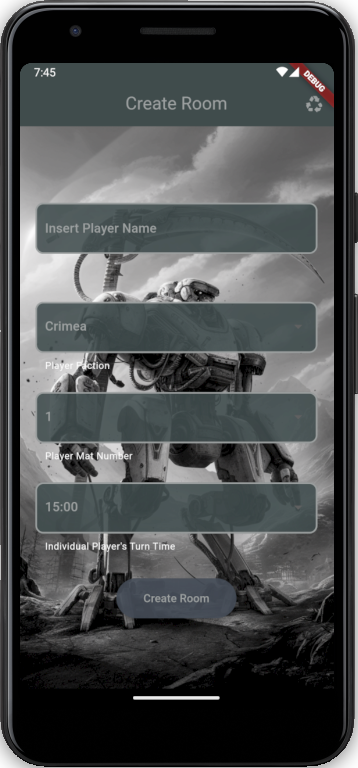 7:45
DEBUG
Create Room
Insert Player Name
Crimea
Player Faction
1
Player Mat Number
15:00
Individual Player's Turn Time
Create Room